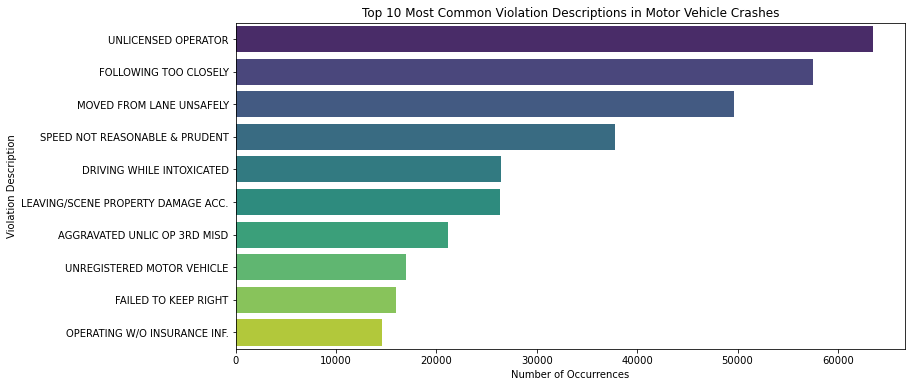 Top 10 Most Common Violation Descriptions in Motor Vehicle Crashes
Violation Description
UNLICENSED OPERATOR
FOLLOWING TOO CLOSELY
MOVED FROM LANE UNSAFELY
SPEED NOT REASONABLE & PRUDENT
DRIVING WHILE INTOXICATED
LEAVING/SCENE PROPERTY DAMAGE ACC.
AGGRAVATED UNLIC OP 3RD MISD
UNREGISTERED MOTOR VEHICLE
FAILED TO KEEP RIGHT
OPERATING W/O INSURANCE INF.
0 10000 20000 30000 40000 50000 60000
Number of Occurrences